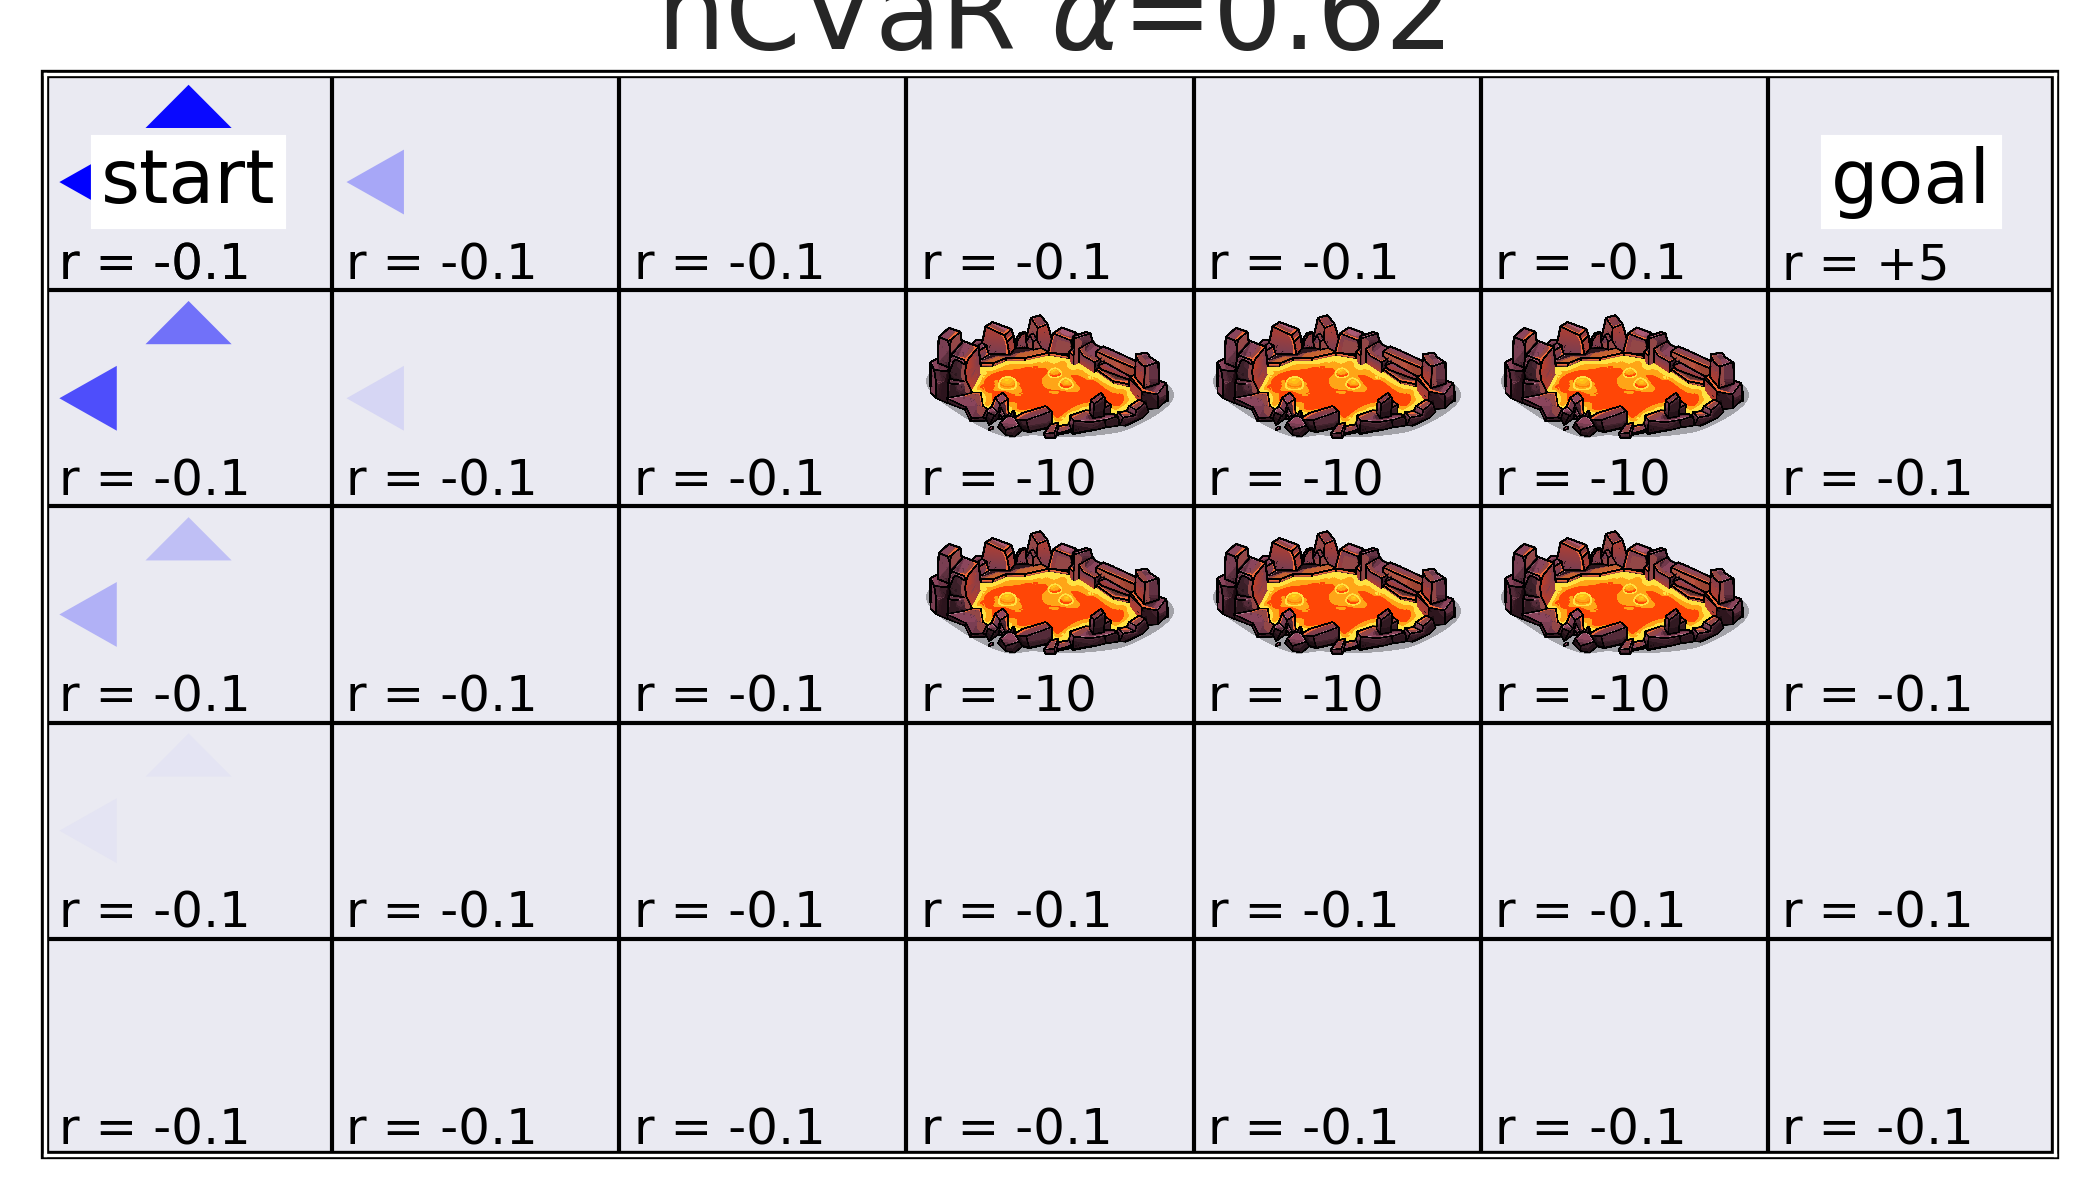 nCVaR α=0.62
start
goal
r = -0.1 r = -0.1 r = -0.1 r = -0.1 r = -0.1 r = -0.1 r = +5
r = -0.1 r = -0.1 r = -0.1 r = -10 r = -10 r = -10 r = -0.1
r = -0.1 r = -0.1 r = -0.1 r = -10 r = -10 r = -10 r = -0.1
r = -0.1 r = -0.1 r = -0.1 r = -0.1 r = -0.1 r = -0.1 r = -0.1
r = -0.1 r = -0.1 r = -0.1 r = -0.1 r = -0.1 r = -0.1 r = -0.1